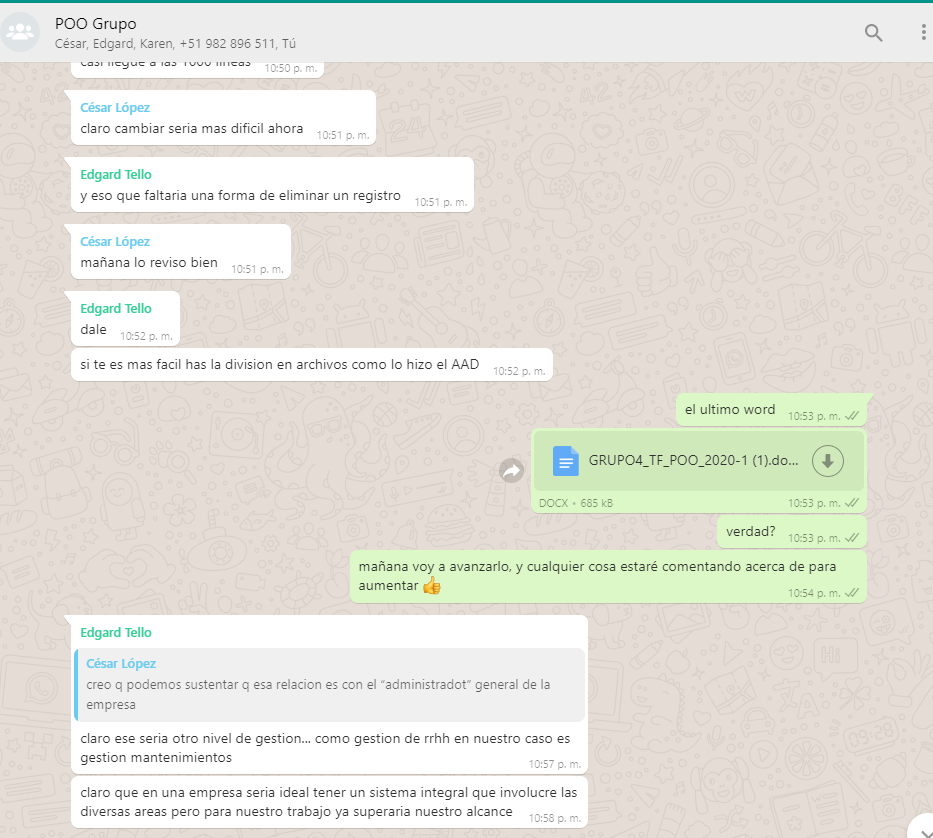 POO Grupo
César, Edgard, Karen, +51 982 896 511, Tú
casi llegue a las 1000 lineas
10:50 p. m.
César López
claro cambiar seria mas dificil ahora
10:51 p. m.
Edgard Tello
y eso que faltaria una forma de eliminar un registro
10:51 p. m.
César López
mañana lo reviso bien
10:51 p. m.
Edgard Tello
dale
10:52 p. m.
si te es mas facil has la division en archivos como lo hizo el AAD
10:52 p. m.
el ultimo word
10:53 p. m.
GRUPO4_TF_POO_2020-1 (1).do...
DOCX • 685 kB
10:53 p. m.
verdad?
10:53 p. m.
mañana voy a avanzarlo, y cualquier cosa estaré comentando acerca de para
aumentar 👍
10:54 p. m.
Edgard Tello
César López
creo q podemos sustentar q esa relacion es con el “administradot” general de la
empresa
claro ese seria otro nivel de gestion... como gestion de rrhh en nuestro caso es
gestion mantenimientos
10:57 p. m.
claro que en una empresa seria ideal tener un sistema integral que involucre las
diversas areas pero para nuestro trabajo ya superaria nuestro alcance
10:58 p. m.